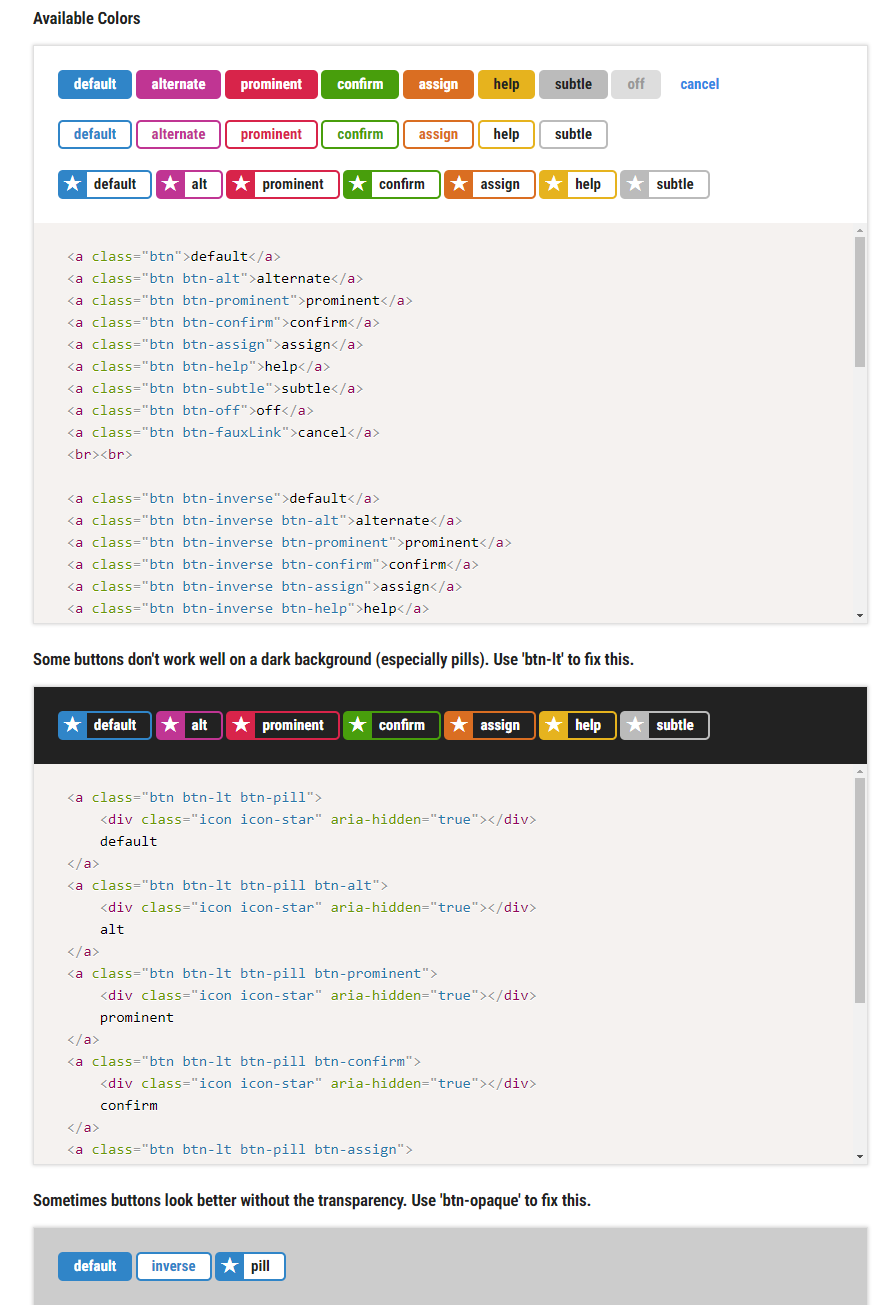 Available Colors
default alternate prominent confirm assign help subtle off cancel
default alternate prominent confirm assign help subtle
default alt prominent confirm assign help subtle
<a class="btn">default</a>
<a class="btn btn-alt">alternate</a>
<a class="btn btn-prominent">prominent</a>
<a class="btn btn-confirm">confirm</a>
<a class="btn btn-assign">assign</a>
<a class="btn btn-help">help</a>
<a class="btn btn-subtle">subtle</a>
<a class="btn btn-off">off</a>
<a class="btn btn-fauxLink">cancel</a>
<br><br>
<a class="btn btn-inverse">default</a>
<a class="btn btn-inverse btn-alt">alternate</a>
<a class="btn btn-inverse btn-prominent">prominent</a>
<a class="btn btn-inverse btn-confirm">confirm</a>
<a class="btn btn-inverse btn-assign">assign</a>
<a class="btn btn-inverse btn-help">help</a>
Some buttons don't work well on a dark background (especially pills). Use 'btn-lt' to fix this.
default alt prominent confirm assign help subtle
<a class="btn btn-lt btn-pill">
<div class="icon icon-star" aria-hidden="true"></div>
default
</a>
<a class="btn btn-lt btn-pill btn-alt">
<div class="icon icon-star" aria-hidden="true"></div>
alt
</a>
<a class="btn btn-lt btn-pill btn-prominent">
<div class="icon icon-star" aria-hidden="true"></div>
prominent
</a>
<a class="btn btn-lt btn-pill btn-confirm">
<div class="icon icon-star" aria-hidden="true"></div>
confirm
</a>
<a class="btn btn-lt btn-pill btn-assign">
Sometimes buttons look better without the transparency. Use 'btn-opaque' to fix this.
default inverse pill